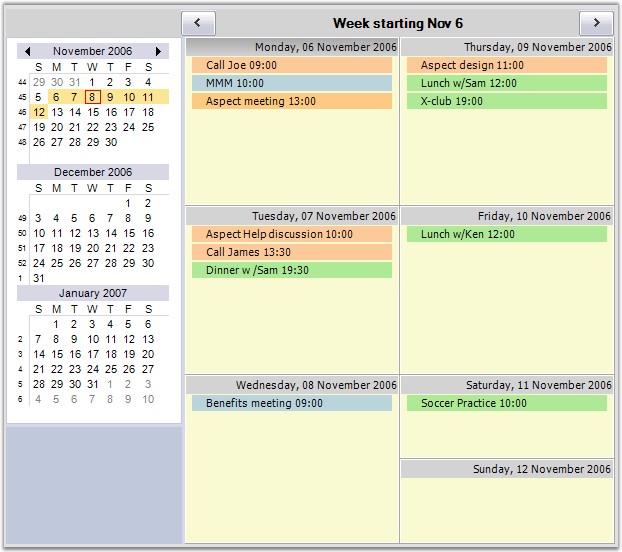 < Week starting Nov 6 >
November 2006
S M T W T F S
44 29 30 31 1 2 3 4
45 5 6 7 8 9 10 11
46 12 13 14 15 16 17 18
47 19 20 21 22 23 24 25
48 26 27 28 29 30
December 2006
S M T W T F S
1 2
49 3 4 5 6 7 8 9
50 10 11 12 13 14 15 16
51 17 18 19 20 21 22 23
52 24 25 26 27 28 29 30
1 31
January 2007
S M T W T F S
1 2 3 4 5 6
2 7 8 9 10 11 12 13
3 14 15 16 17 18 19 20
4 21 22 23 24 25 26 27
5 28 29 30 31 1 2 3
6 4 5 6 7 8 9 10
Monday, 06 November 2006
Call Joe 09:00
MMM 10:00
Aspect meeting 13:00
Tuesday, 07 November 2006
Aspect Help discussion 10:00
Call James 13:30
Dinner w/Sam 19:30
Wednesday, 08 November 2006
Benefits meeting 09:00
Thursday, 09 November 2006
Aspect design 11:00
Lunch w/Sam 12:00
X-club 19:00
Friday, 10 November 2006
Lunch w/Ken 12:00
Saturday, 11 November 2006
Soccer Practice 10:00
Sunday, 12 November 2006